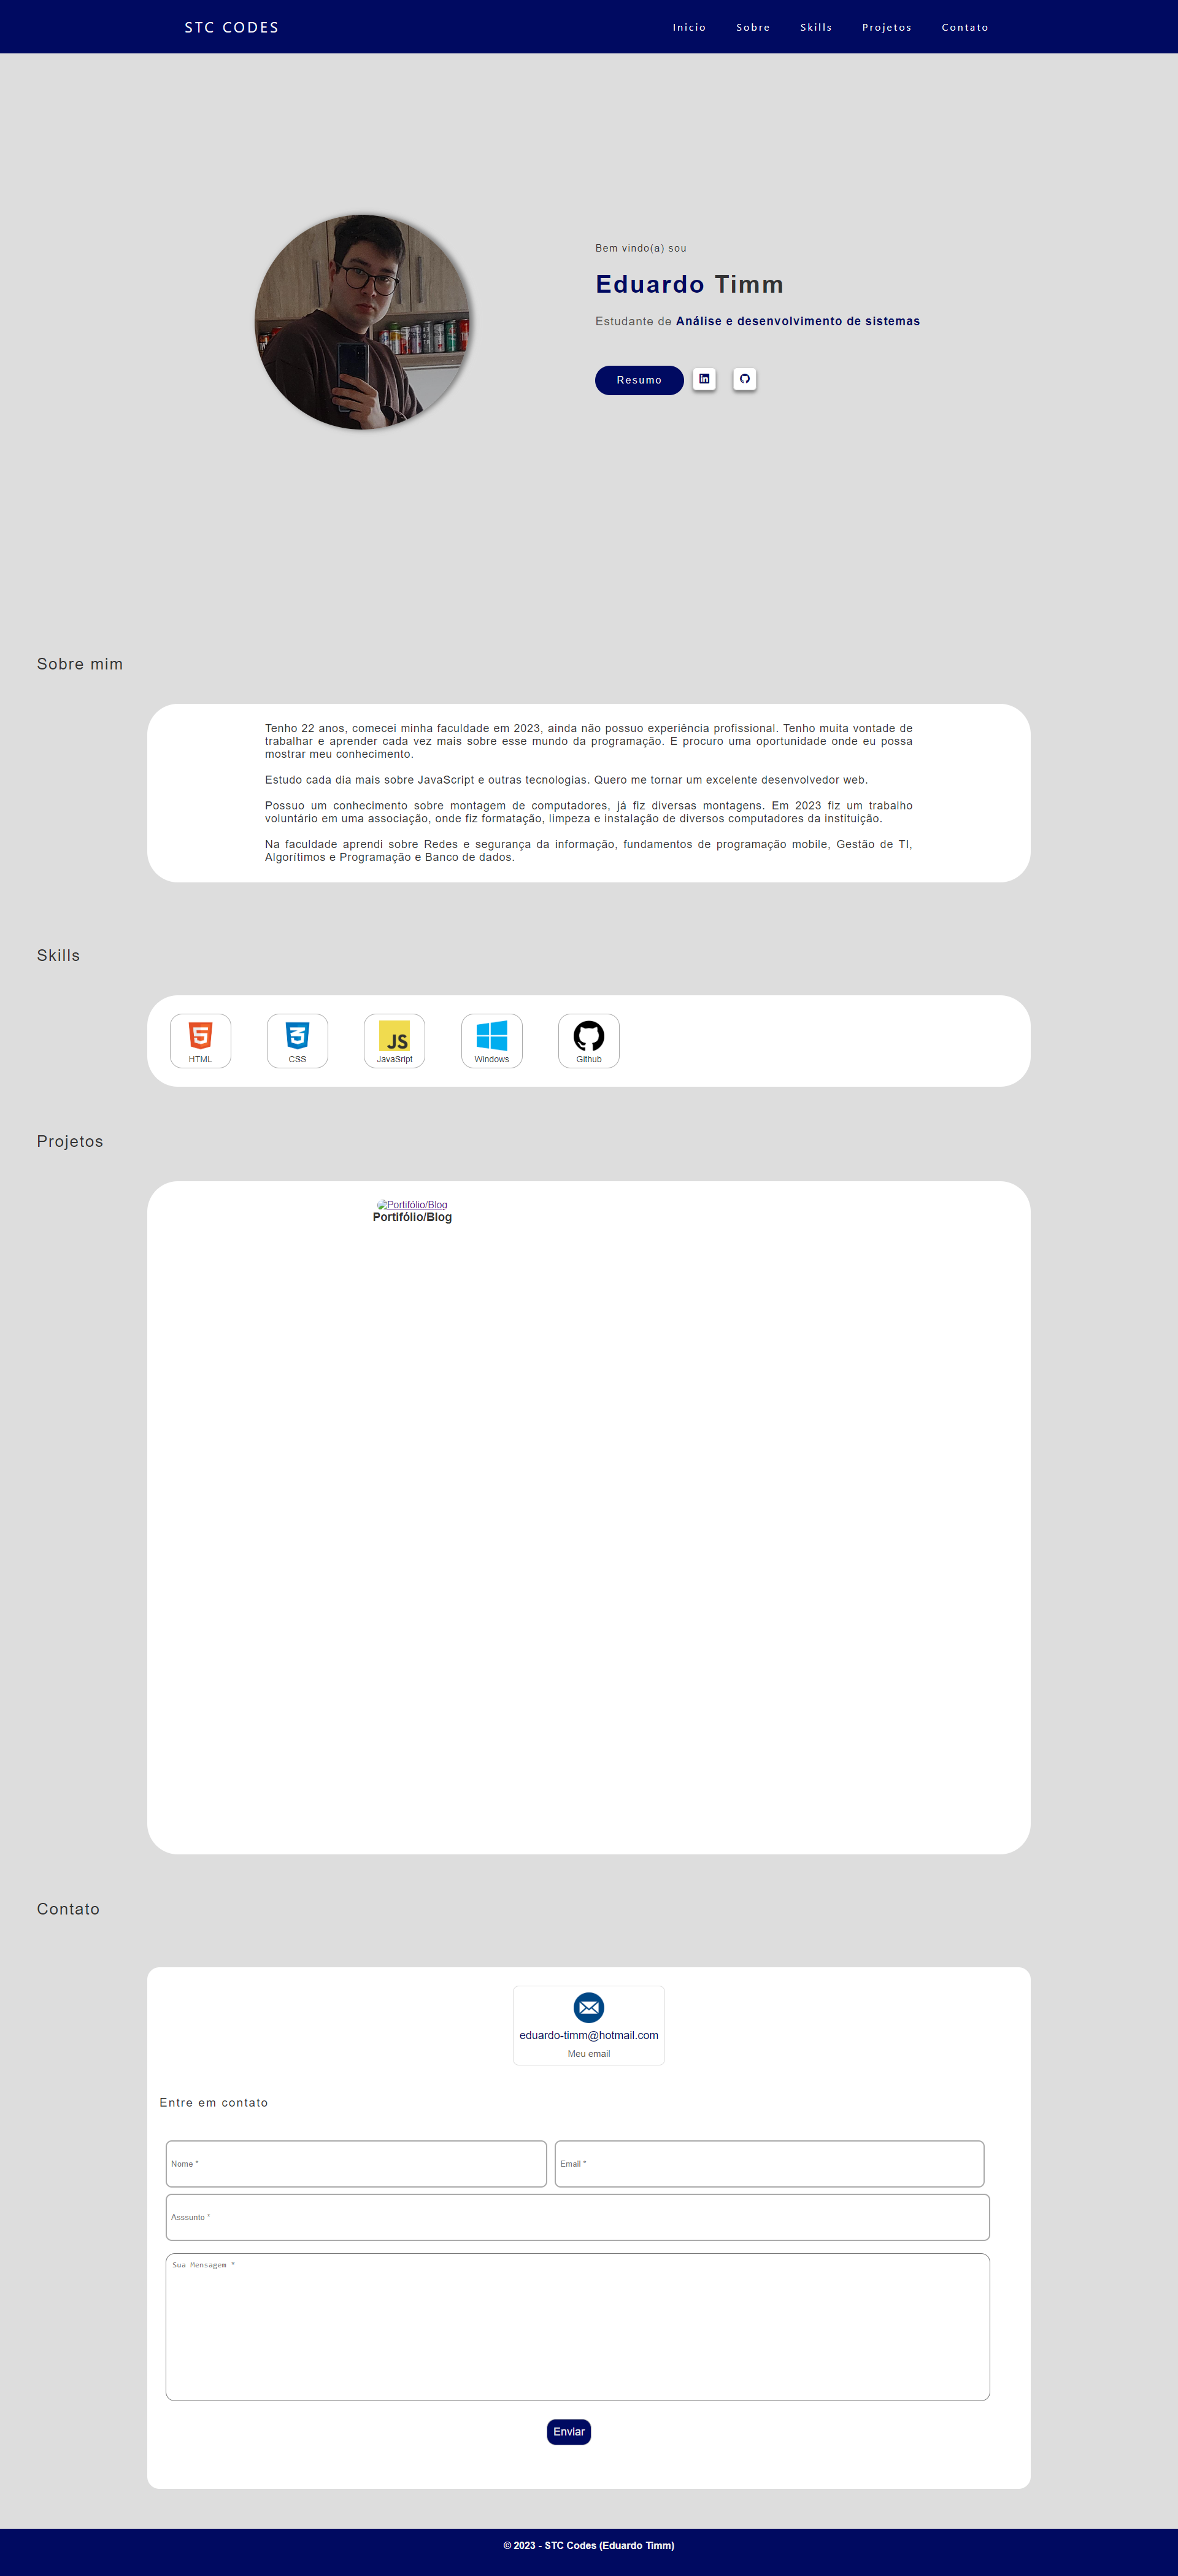 STC CODES
Inicio Sobre Skills Projetos Contato
Bem vindo(a) sou
Eduardo Timm
Estudante de Análise e desenvolvimento de sistemas
Resumo
Sobre mim
Tenho 22 anos, comecei minha faculdade em 2023, ainda não possuo experiência profissional. Tenho muita vontade de
trabalhar e aprender cada vez mais sobre esse mundo da programação. E procuro uma oportunidade onde eu possa
mostrar meu conhecimento.
Estudo cada dia mais sobre JavaScript e outras tecnologias. Quero me tornar um excelente desenvolvedor web.
Possuo um conhecimento sobre montagem de computadores, já fiz diversas montagens. Em 2023 fiz um trabalho
voluntário em uma associação, onde fiz formatação, limpeza e instalação de diversos computadores da instituição.
Na faculdade aprendi sobre Redes e segurança da informação, fundamentos de programação mobile, Gestão de TI,
Algorítimos e Programação e Banco de dados.
Skills
HTML
CSS
JS
JavaSript
Windows
Github
Projetos
Portifólio/Blog
Portifólio/Blog
Contato
eduardo-timm@hotmail.com
Meu email
Entre em contato
Nome *
Email *
Asssunto *
Sua Mensagem *
Enviar
© 2023 - STC Codes (Eduardo Timm)